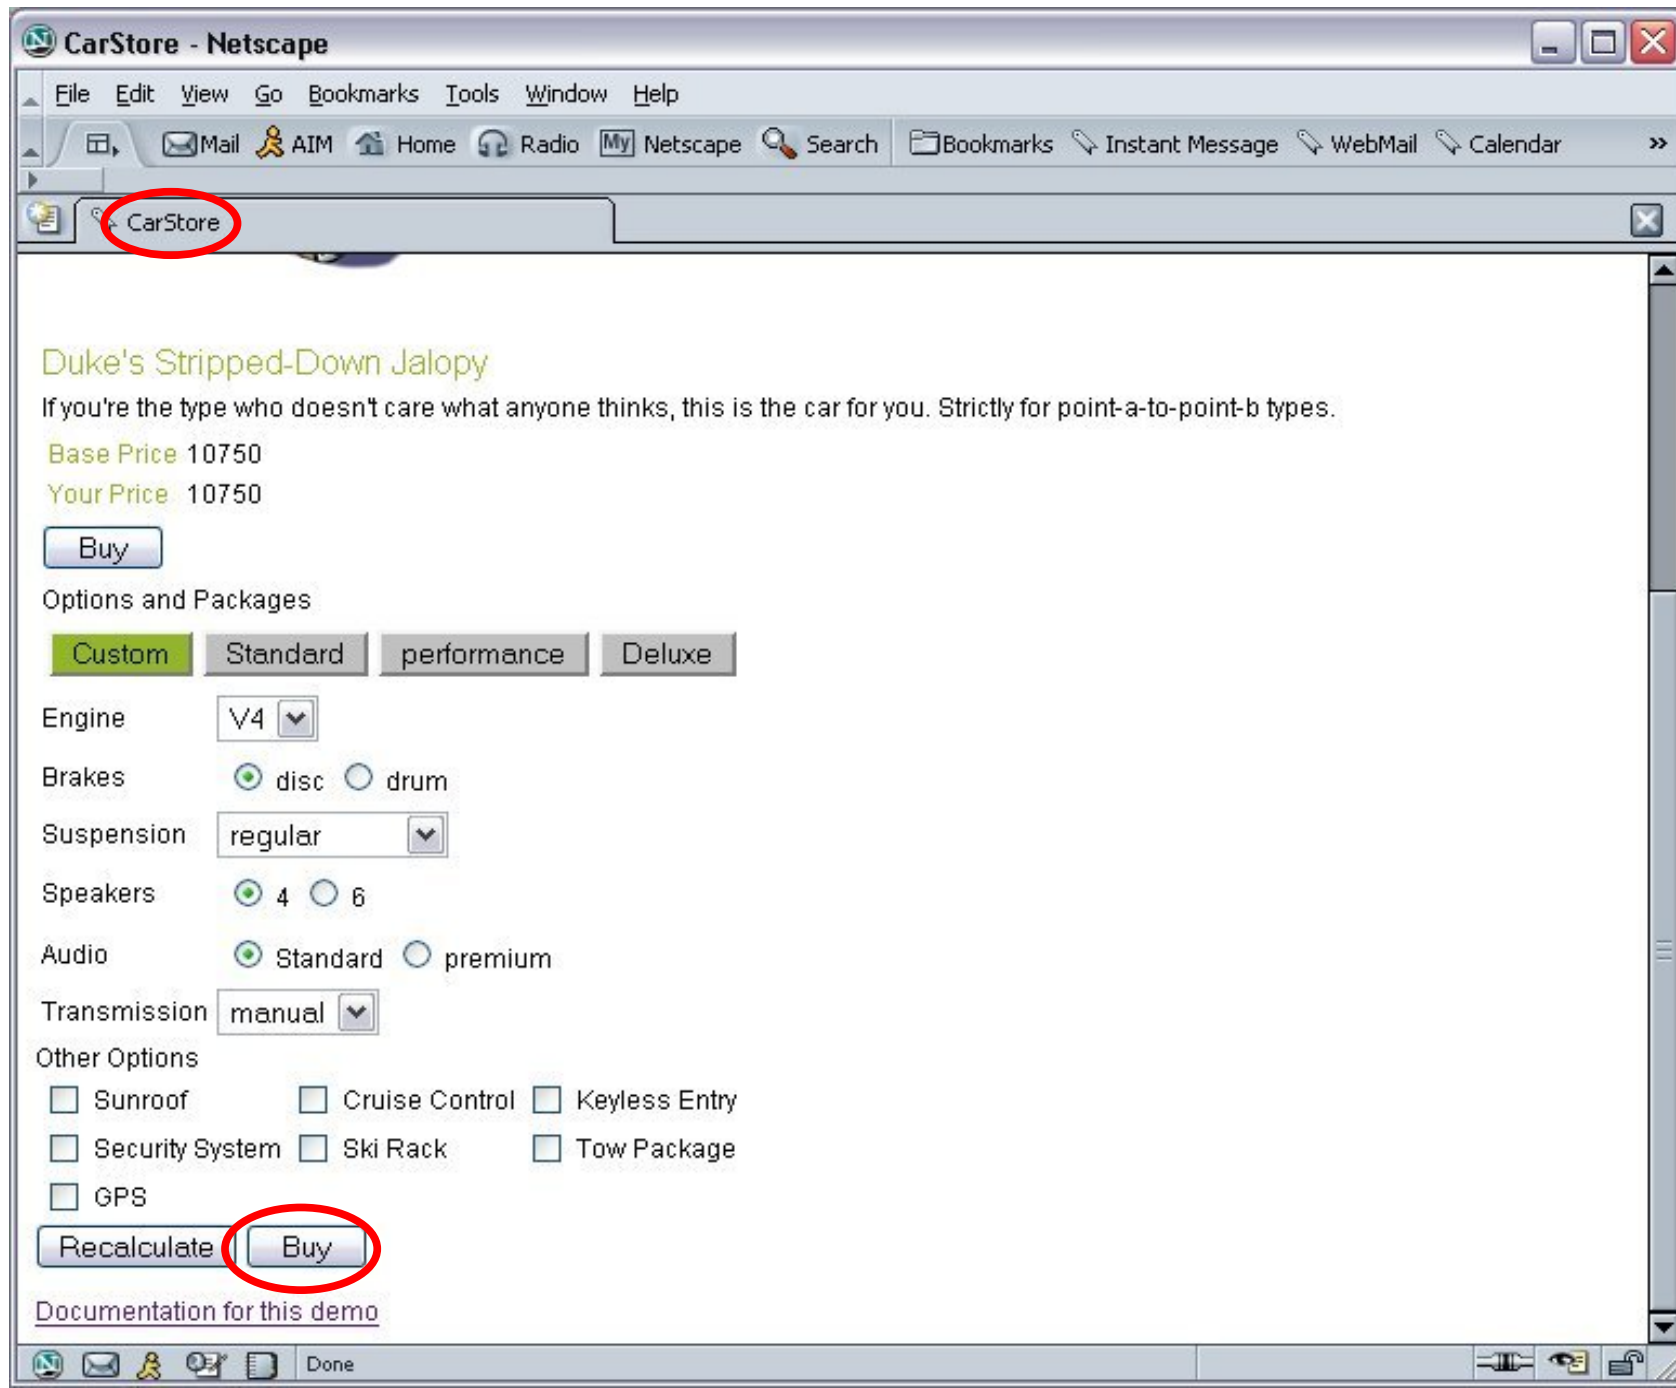 CarStore - Netscape
File Edit View Go Bookmarks Tools Window Help
Mail AIM Home Radio My Netscape Search Bookmarks Instant Message WebMail Calendar »
CarStore
Duke's Stripped-Down Jalopy
If you're the type who doesn't care what anyone thinks, this is the car for you. Strictly for point-a-to-point-b types.
Base Price 10750
Your Price 10750
Buy
Options and Packages
Custom Standard performance Deluxe
Engine V4
Brakes disc drum
Suspension regular
Speakers 4 6
Audio Standard premium
Transmission manual
Other Options
Sunroof Cruise Control Keyless Entry
Security System Ski Rack Tow Package
GPS
Recalculate Buy
Documentation for this demo
Done